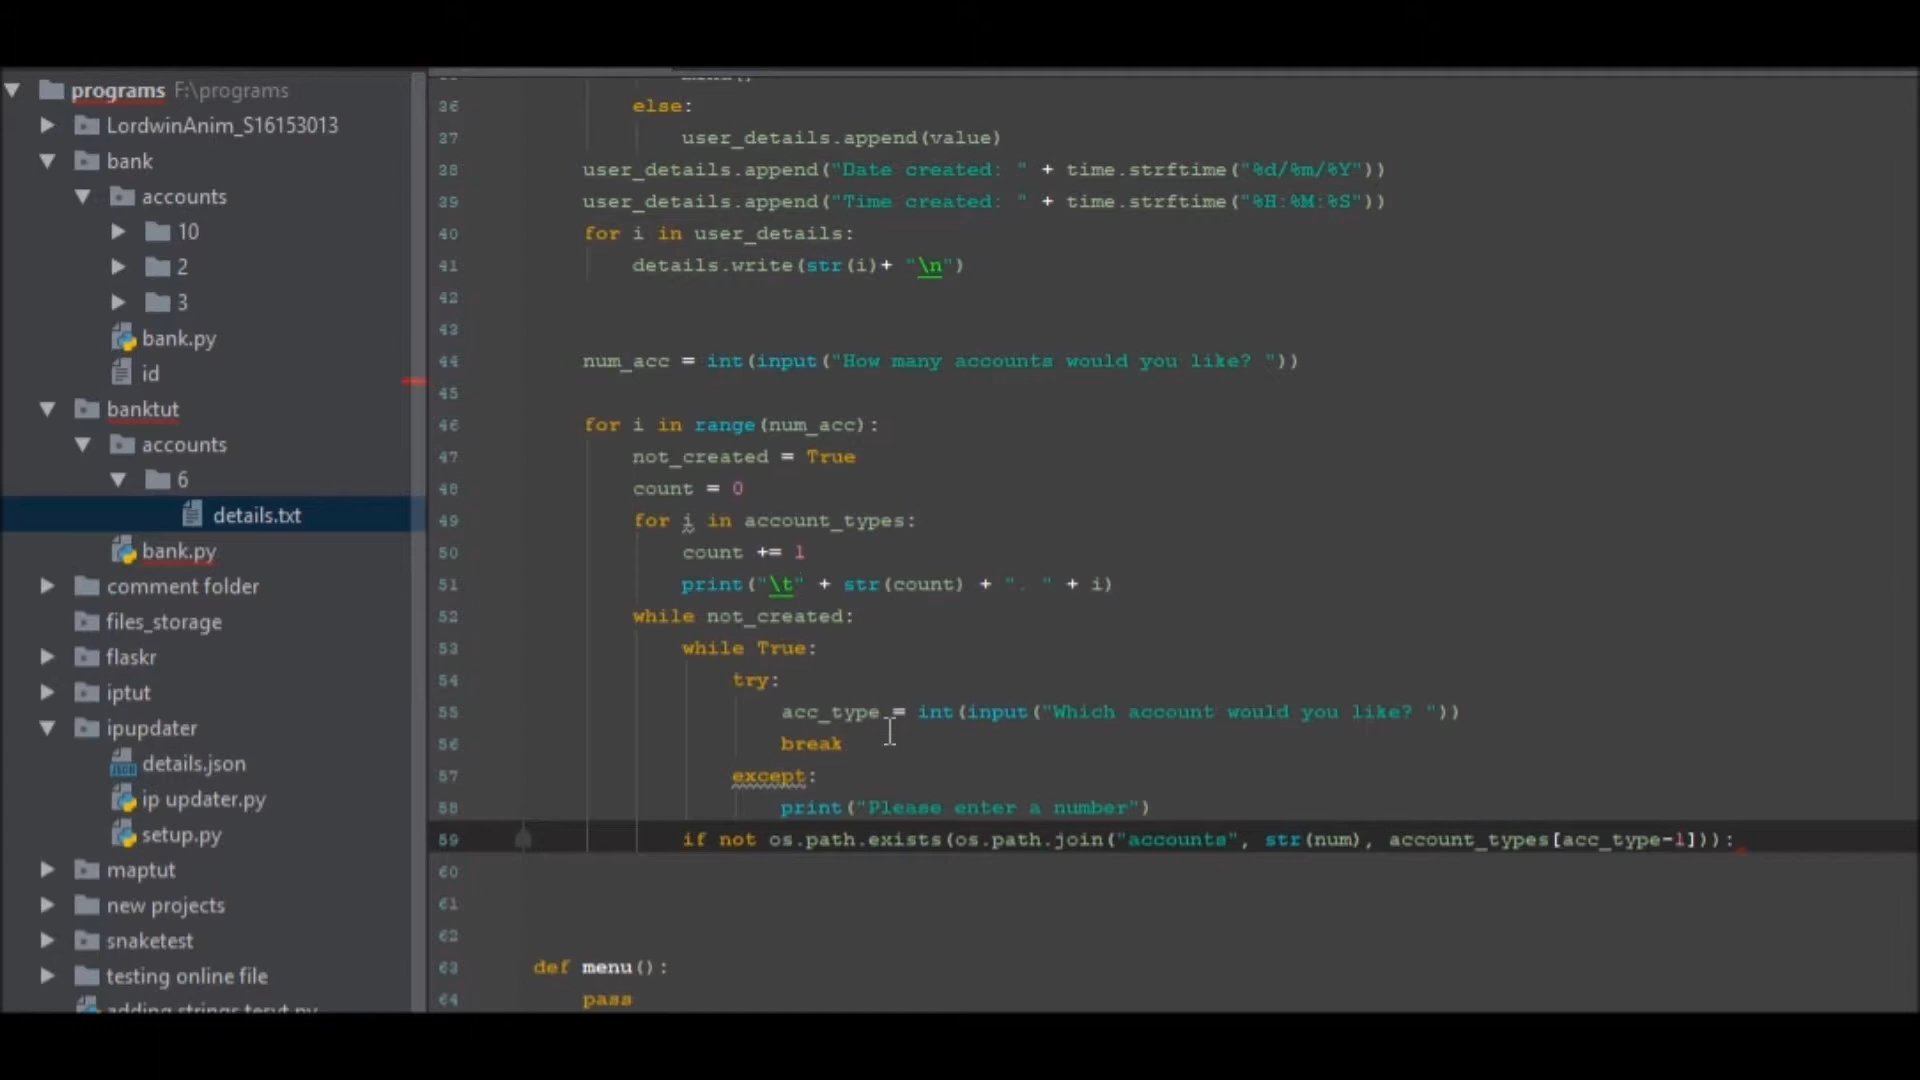 programs F:\programs
LordwinAnim_S16153013
bank
accounts
10
2
3
bank.py
id
banktut
accounts
6
details.txt
bank.py
comment folder
files_storage
flaskr
iptut
ipupdater
details.json
ip updater.py
setup.py
maptut
new projects
snaketest
testing online file
36 else:
37 user_details.append(value)
38 user_details.append("Date created: " + time.strftime("%d/%m/%Y"))
39 user_details.append("Time created: " + time.strftime("%H:%M:%S"))
40 for i in user_details:
41 details.write(str(i)+ "\n")
42
43
44 num_acc = int(input("How many accounts would you like? "))
45
46 for i in range(num_acc):
47 not_created = True
48 count = 0
49 for i in account_types:
50 count += 1
51 print("\t" + str(count) + ". " + i)
52 while not_created:
53 while True:
54 try:
55 acc_type = int(input("Which account would you like? "))
56 break
57 except:
58 print("Please enter a number")
59 if not os.path.exists(os.path.join("accounts", str(num), account_types[acc_type-1])):
60
61
62
63 def menu():
64 pass